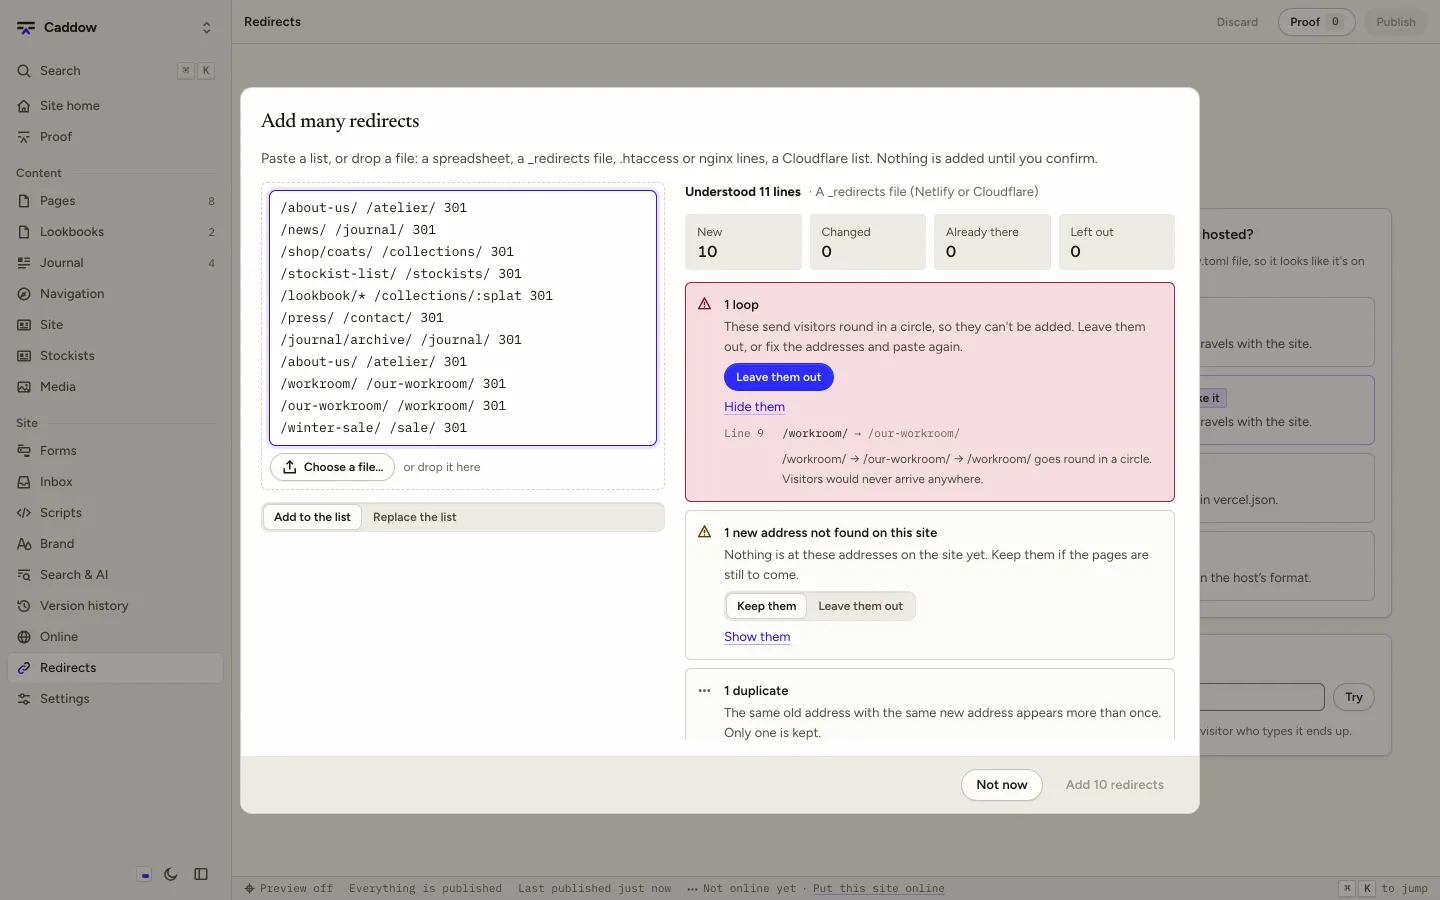 Caddow
Search
⌘ K
Site home
Proof
Content
Pages 8
Lookbooks 2
Journal 4
Navigation
Site
Stockists
Media
Site
Forms
Inbox
Scripts
Brand
Search & AI
Version history
Online
Redirects
Settings
Redirects
Discard
Proof 0
Publish
Add many redirects
Paste a list, or drop a file: a spreadsheet, a _redirects file, .htaccess or nginx lines, a Cloudflare list. Nothing is added until you confirm.
/about-us/ /atelier/ 301
/news/ /journal/ 301
/shop/coats/ /collections/ 301
/stockist-list/ /stockists/ 301
/lookbook/* /collections/:splat 301
/press/ /contact/ 301
/journal/archive/ /journal/ 301
/about-us/ /atelier/ 301
/workroom/ /our-workroom/ 301
/our-workroom/ /workroom/ 301
/winter-sale/ /sale/ 301
Choose a file... or drop it here
Add to the list Replace the list
Understood 11 lines · A _redirects file (Netlify or Cloudflare)
New 10
Changed 0
Already there 0
Left out 0
1 loop
These send visitors round in a circle, so they can't be added. Leave them
out, or fix the addresses and paste again.
Leave them out
Hide them
Line 9 /workroom/ → /our-workroom/
/workroom/ → /our-workroom/ → /workroom/ goes round in a circle.
Visitors would never arrive anywhere.
1 new address not found on this site
Nothing is at these addresses on the site yet. Keep them if the pages are
still to come.
Keep them Leave them out
Show them
1 duplicate
The same old address with the same new address appears more than once.
Only one is kept.
Not now
Add 10 redirects
hosted?
.toml file, so it looks like it's on
ravels with the site.
ke it
ravels with the site.
in vercel.json.
n the host's format.
Try
visitor who types it ends up.
Preview off
Everything is published
Last published just now
Not online yet · Put this site online
⌘ K to jump